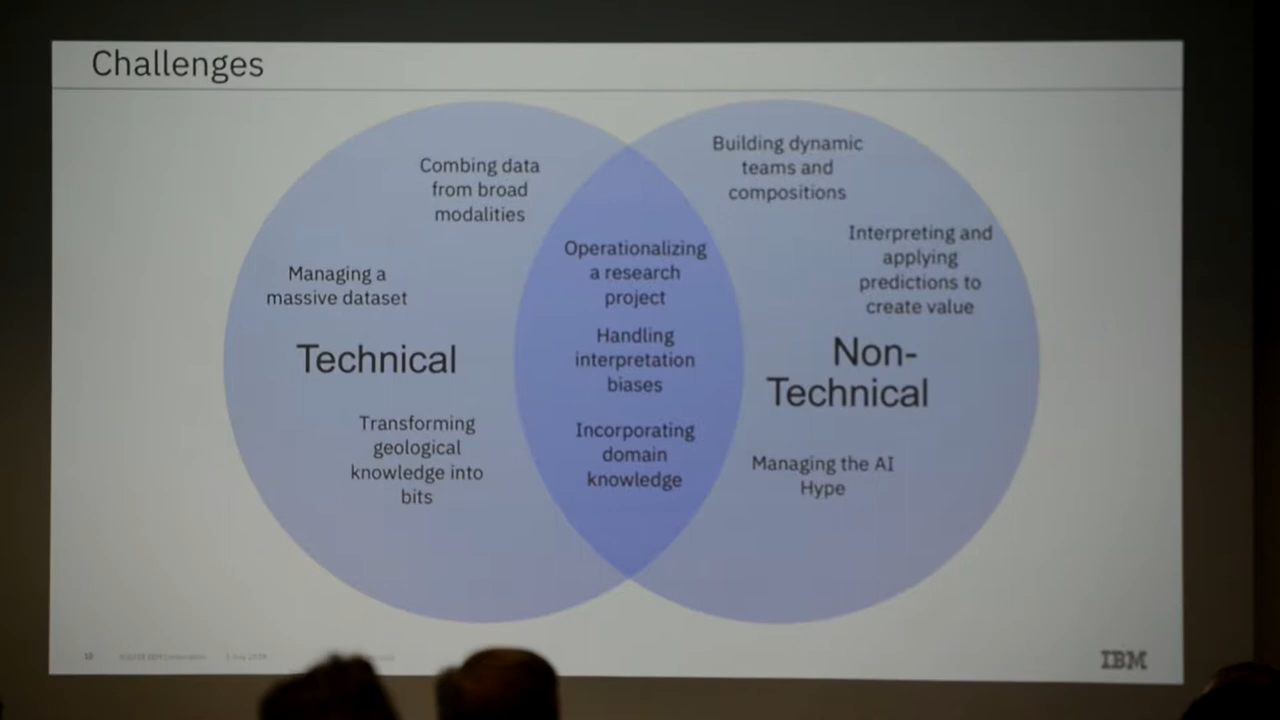 Challenges
Combing data
from broad
modalities
Managing a
massive dataset
Technical
Transforming
geological
knowledge into
bits
Operationalizing
a research
project
Handling
interpretation
biases
Incorporating
domain
knowledge
Building dynamic
teams and
compositions
Interpreting and
applying
predictions to
create value
Non-
Technical
Managing the AI
Hype
IBM